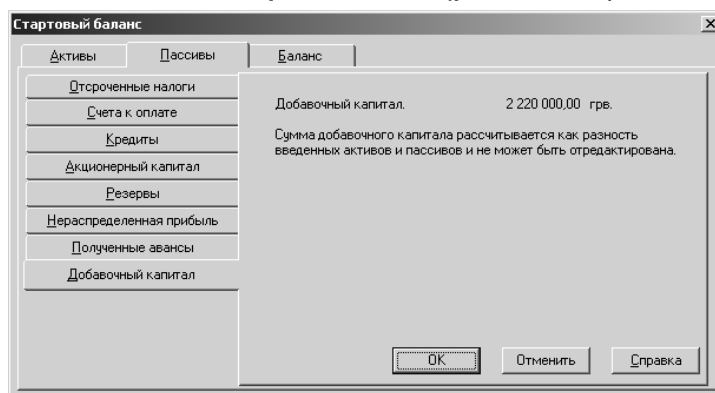 Стартовый баланс
Активы Пассивы Баланс
Отсроченные налоги
Счета к оплате
Кредиты
Акционерный капитал
Резервы
Нераспределенная прибыль
Полученные авансы
Добавочный капитал
Добавочный капитал. 2 220 000,00 грв.
Сумма добавочного капитала рассчитывается как разность
введенных активов и пассивов и не может быть отредактирована.
OK Отменить Справка